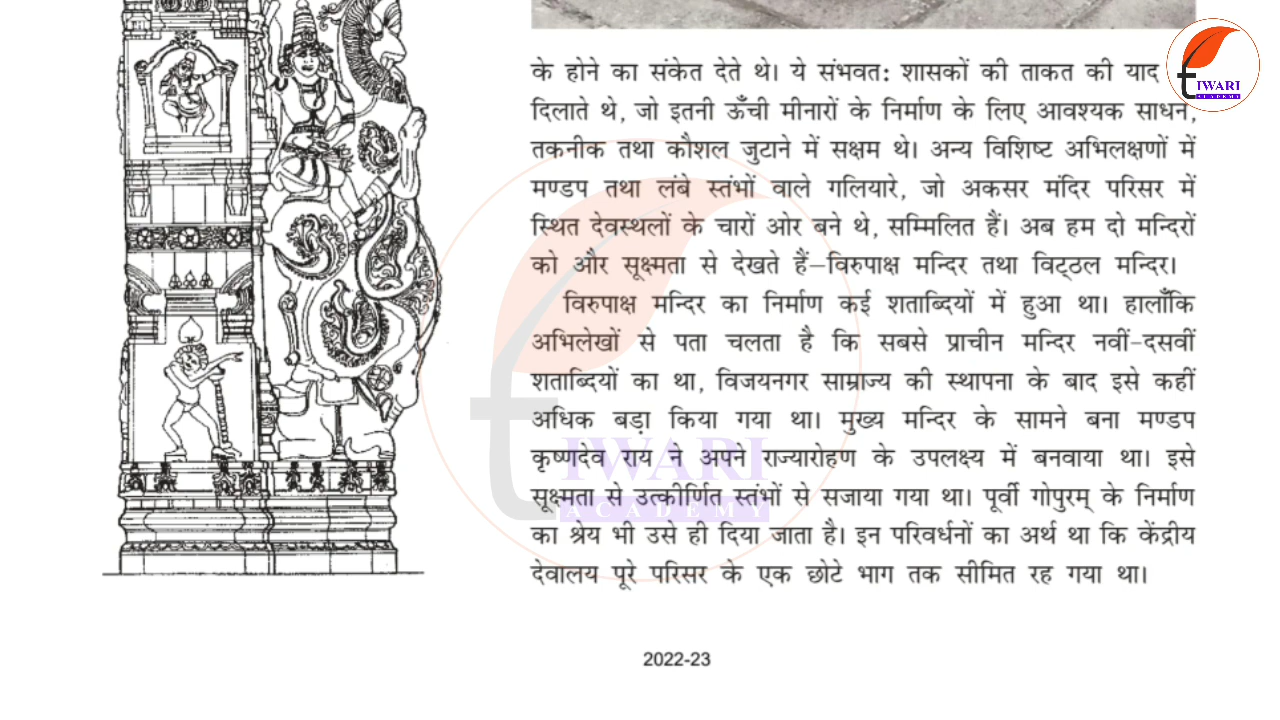 के होने का संकेत देते थे। ये संभवत: शासकों की ताकत की याद
दिलाते थे, जो इतनी ऊँची मीनारों के निर्माण के लिए आवश्यक साधन,
तकनीक तथा कौशल जुटाने में सक्षम थे। अन्य विशिष्ट अभिलक्षणों में
मण्डप तथा लंबे स्तंभों वाले गलियारे, जो अकसर मंदिर परिसर में
स्थित देवस्थलों के चारों ओर बने थे, सम्मिलित हैं। अब हम दो मन्दिरों
को और सूक्ष्मता से देखते हैं–विरुपाक्ष मन्दिर तथा विट्ठल मन्दिर।
विरुपाक्ष मन्दिर का निर्माण कई शताब्दियों में हुआ था। हालाँकि
अभिलेखों से पता चलता है कि सबसे प्राचीन मन्दिर नवीं-दसवीं
शताब्दियों का था, विजयनगर साम्राज्य की स्थापना के बाद इसे कहीं
अधिक बड़ा किया गया था। मुख्य मन्दिर के सामने बना मण्डप
कृष्णदेव राय ने अपने राज्यारोहण के उपलक्ष्य में बनवाया था। इसे
सूक्ष्मता से उत्कीर्णित स्तंभों से सजाया गया था। पूर्वी गोपुरम् के निर्माण
का श्रेय भी उसे ही दिया जाता है। इन परिवर्धनों का अर्थ था कि केंद्रीय
देवालय पूरे परिसर के एक छोटे भाग तक सीमित रह गया था।
2022-23
tIWARI
ACADEMY
tIWARI
ACADEMY